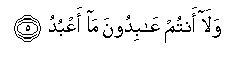 وَلَآ أَنتُمْ عَـٰبِدُونَ مَآ أَعْبُدُ ۝٥